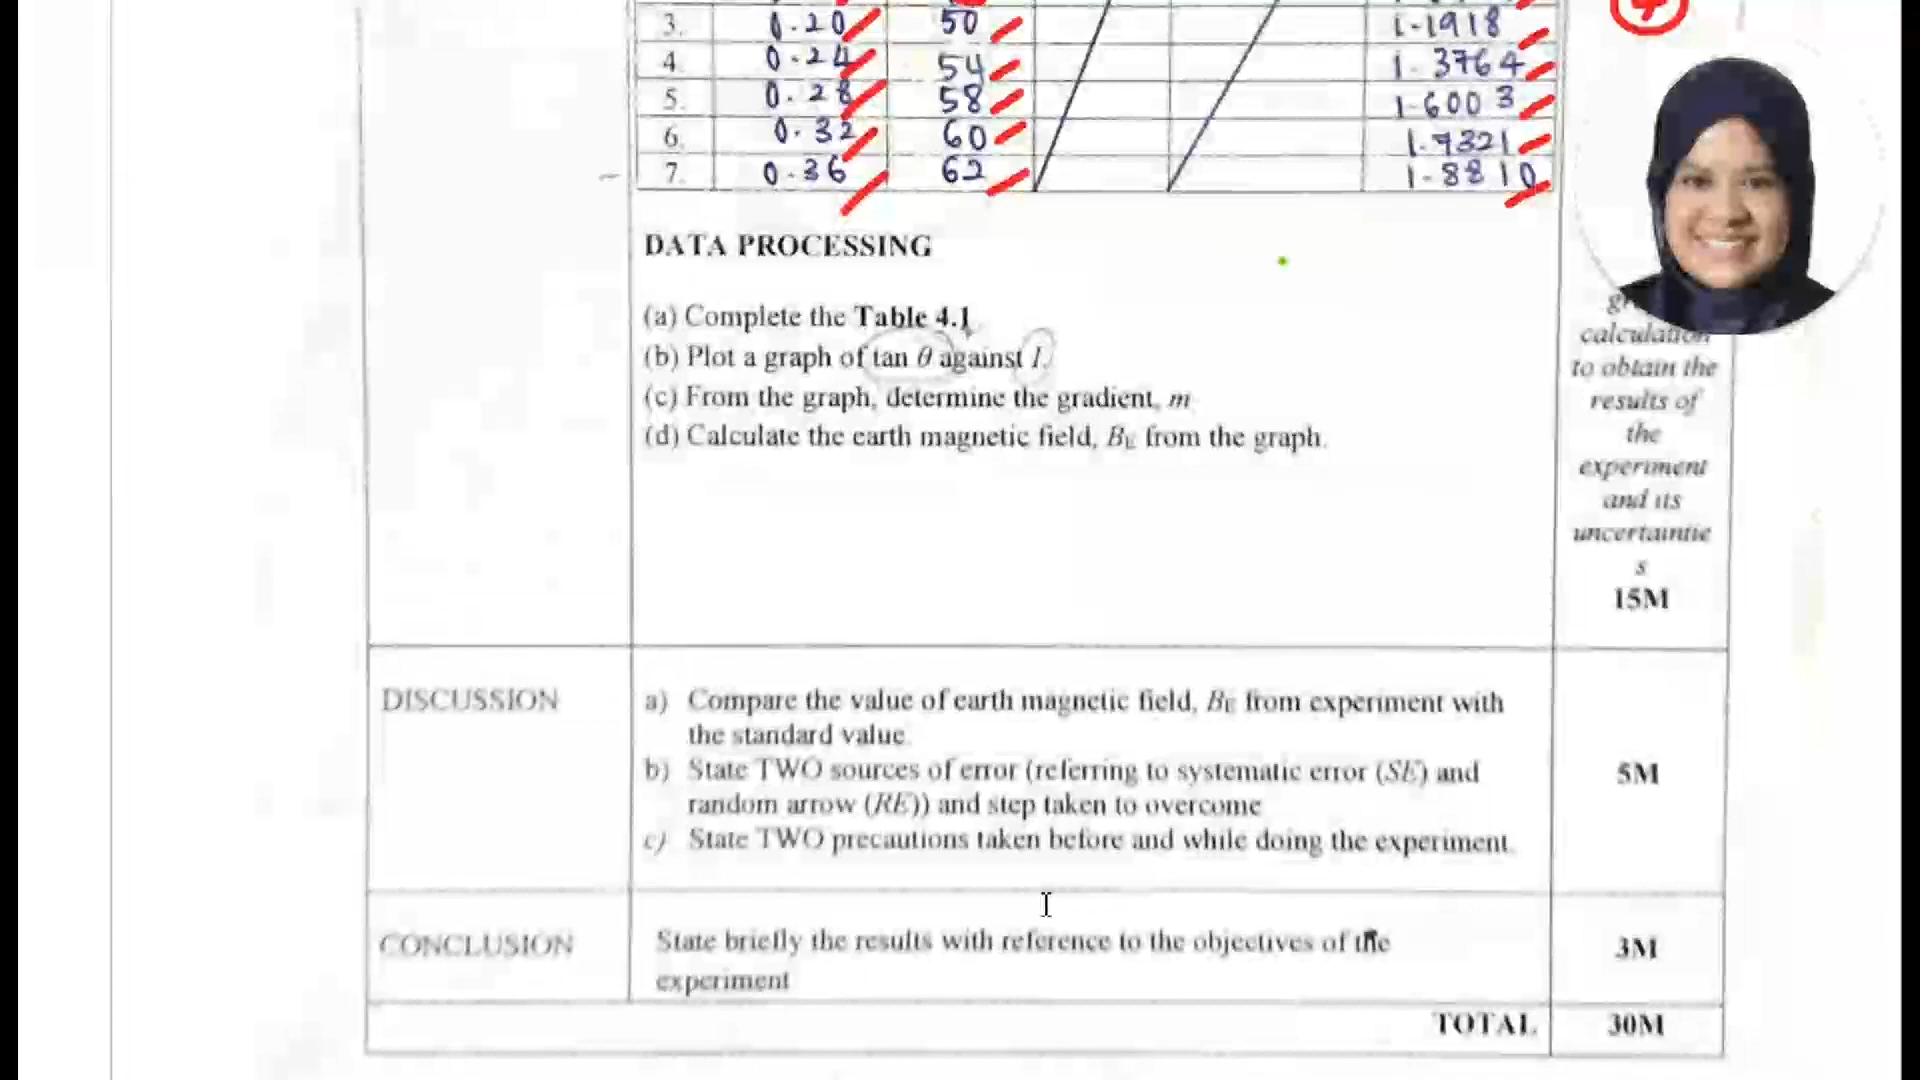 3. 0.20 50 1.1918
4. 0.24 54 1.3764
5. 0.28 58 1.6003
6. 0.32 60 1.7321
7. 0.36 62 1.8810
DATA PROCESSING
(a) Complete the Table 4.1
(b) Plot a graph of tan θ against I.
(c) From the graph, determine the gradient, m
(d) Calculate the earth magnetic field, BE from the graph.
calculation
to obtain the
results of
the
experiment
and its
uncertaintie
s
15M
DISCUSSION
a) Compare the value of earth magnetic field, BE from experiment with
the standard value.
b) State TWO sources of error (referring to systematic error (SE) and
random arrow (RE)) and step taken to overcome
c) State TWO precautions taken before and while doing the experiment.
5M
CONCLUSION
State briefly the results with reference to the objectives of the
experiment
3M
TOTAL 30M